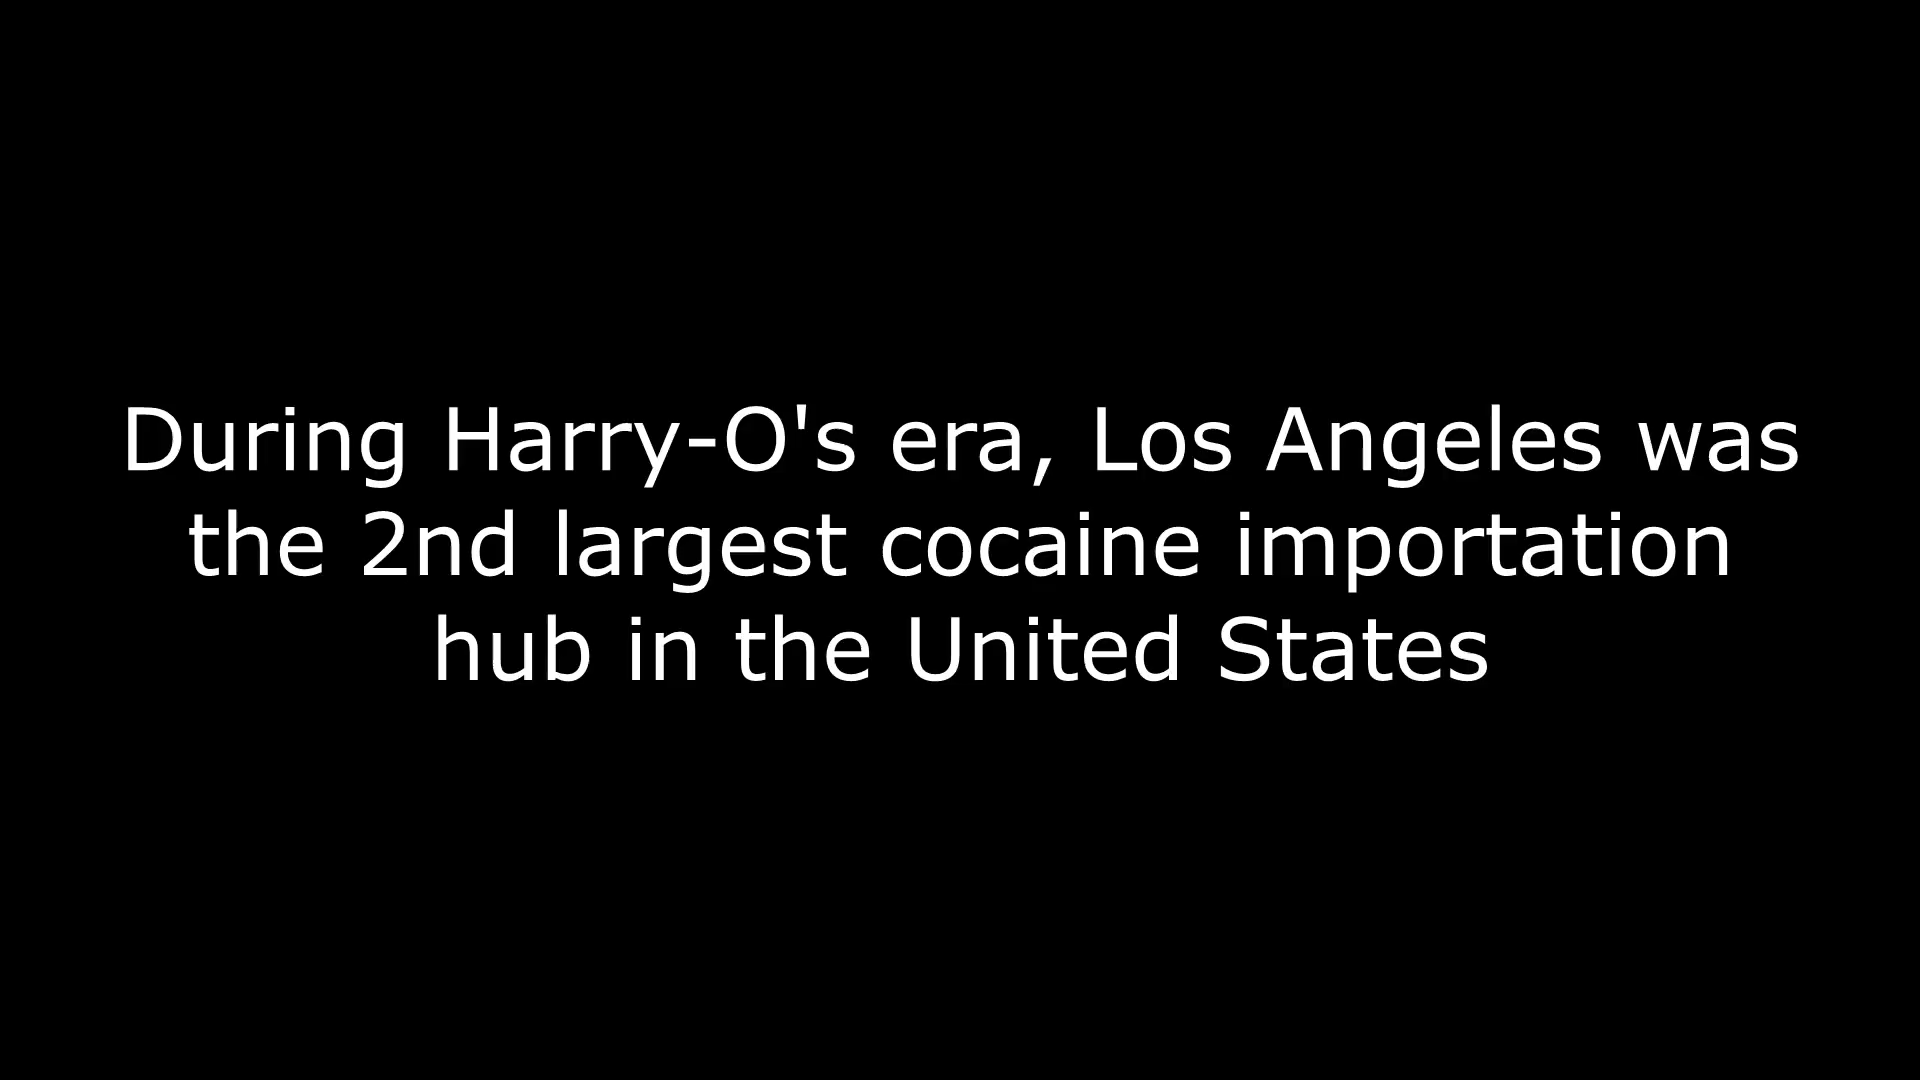 During Harry-O's era, Los Angeles was
the 2nd largest cocaine importation
hub in the United States